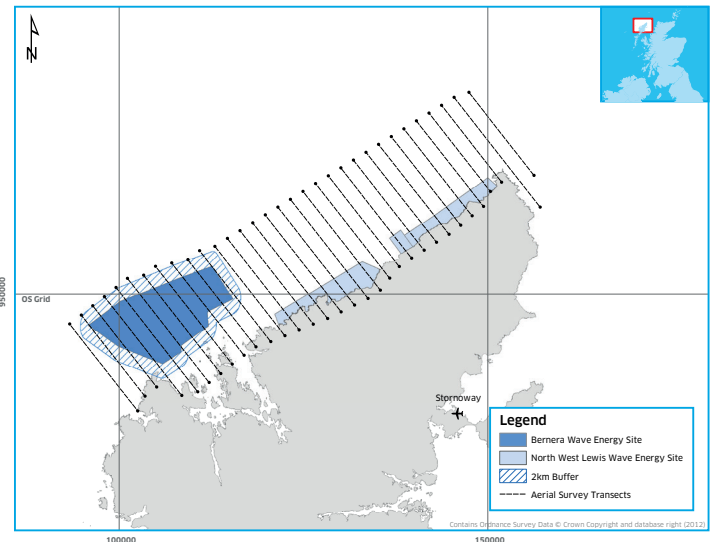 N
950000
OS Grid
Stornoway
Legend
Bernera Wave Energy Site
North West Lewis Wave Energy Site
2km Buffer
Aerial Survey Transects
Contains Ordnance Survey Data © Crown Copyright and database right (2012)
100000
150000